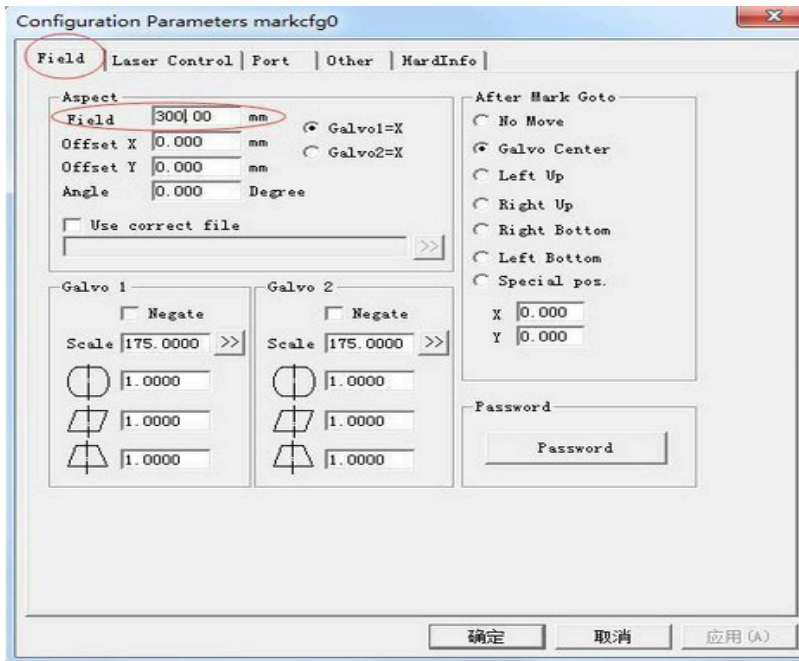 Configuration Parameters markcfg0
Field Laser Control Port Other HardInfo
Aspect
Field 300.00 mm
Offset X 0.000 mm
Offset Y 0.000 mm
Angle 0.000 Degree
Galvo1=X
Galvo2=X
Use correct file
>>
Galvo 1
Negate
Scale 175.0000 >>
1.0000
1.0000
1.0000
Galvo 2
Negate
Scale 175.0000 >>
1.0000
1.0000
1.0000
After Mark Goto
No Move
Galvo Center
Left Up
Right Up
Right Bottom
Left Bottom
Special pos.
X 0.000
Y 0.000
Password
Password
确定 取消 应用(A)